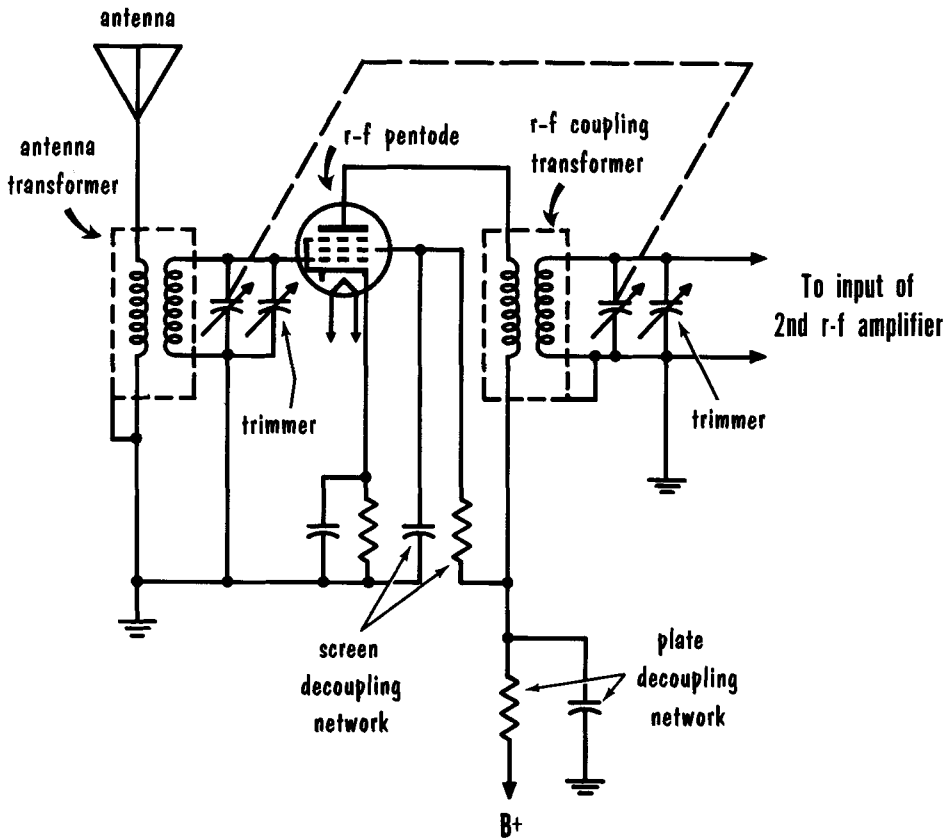 antenna
r-f pentode
r-f coupling
transformer
antenna
transformer
To input of
2nd r-f amplifier
trimmer
trimmer
screen
decoupling
network
plate
decoupling
network
B+